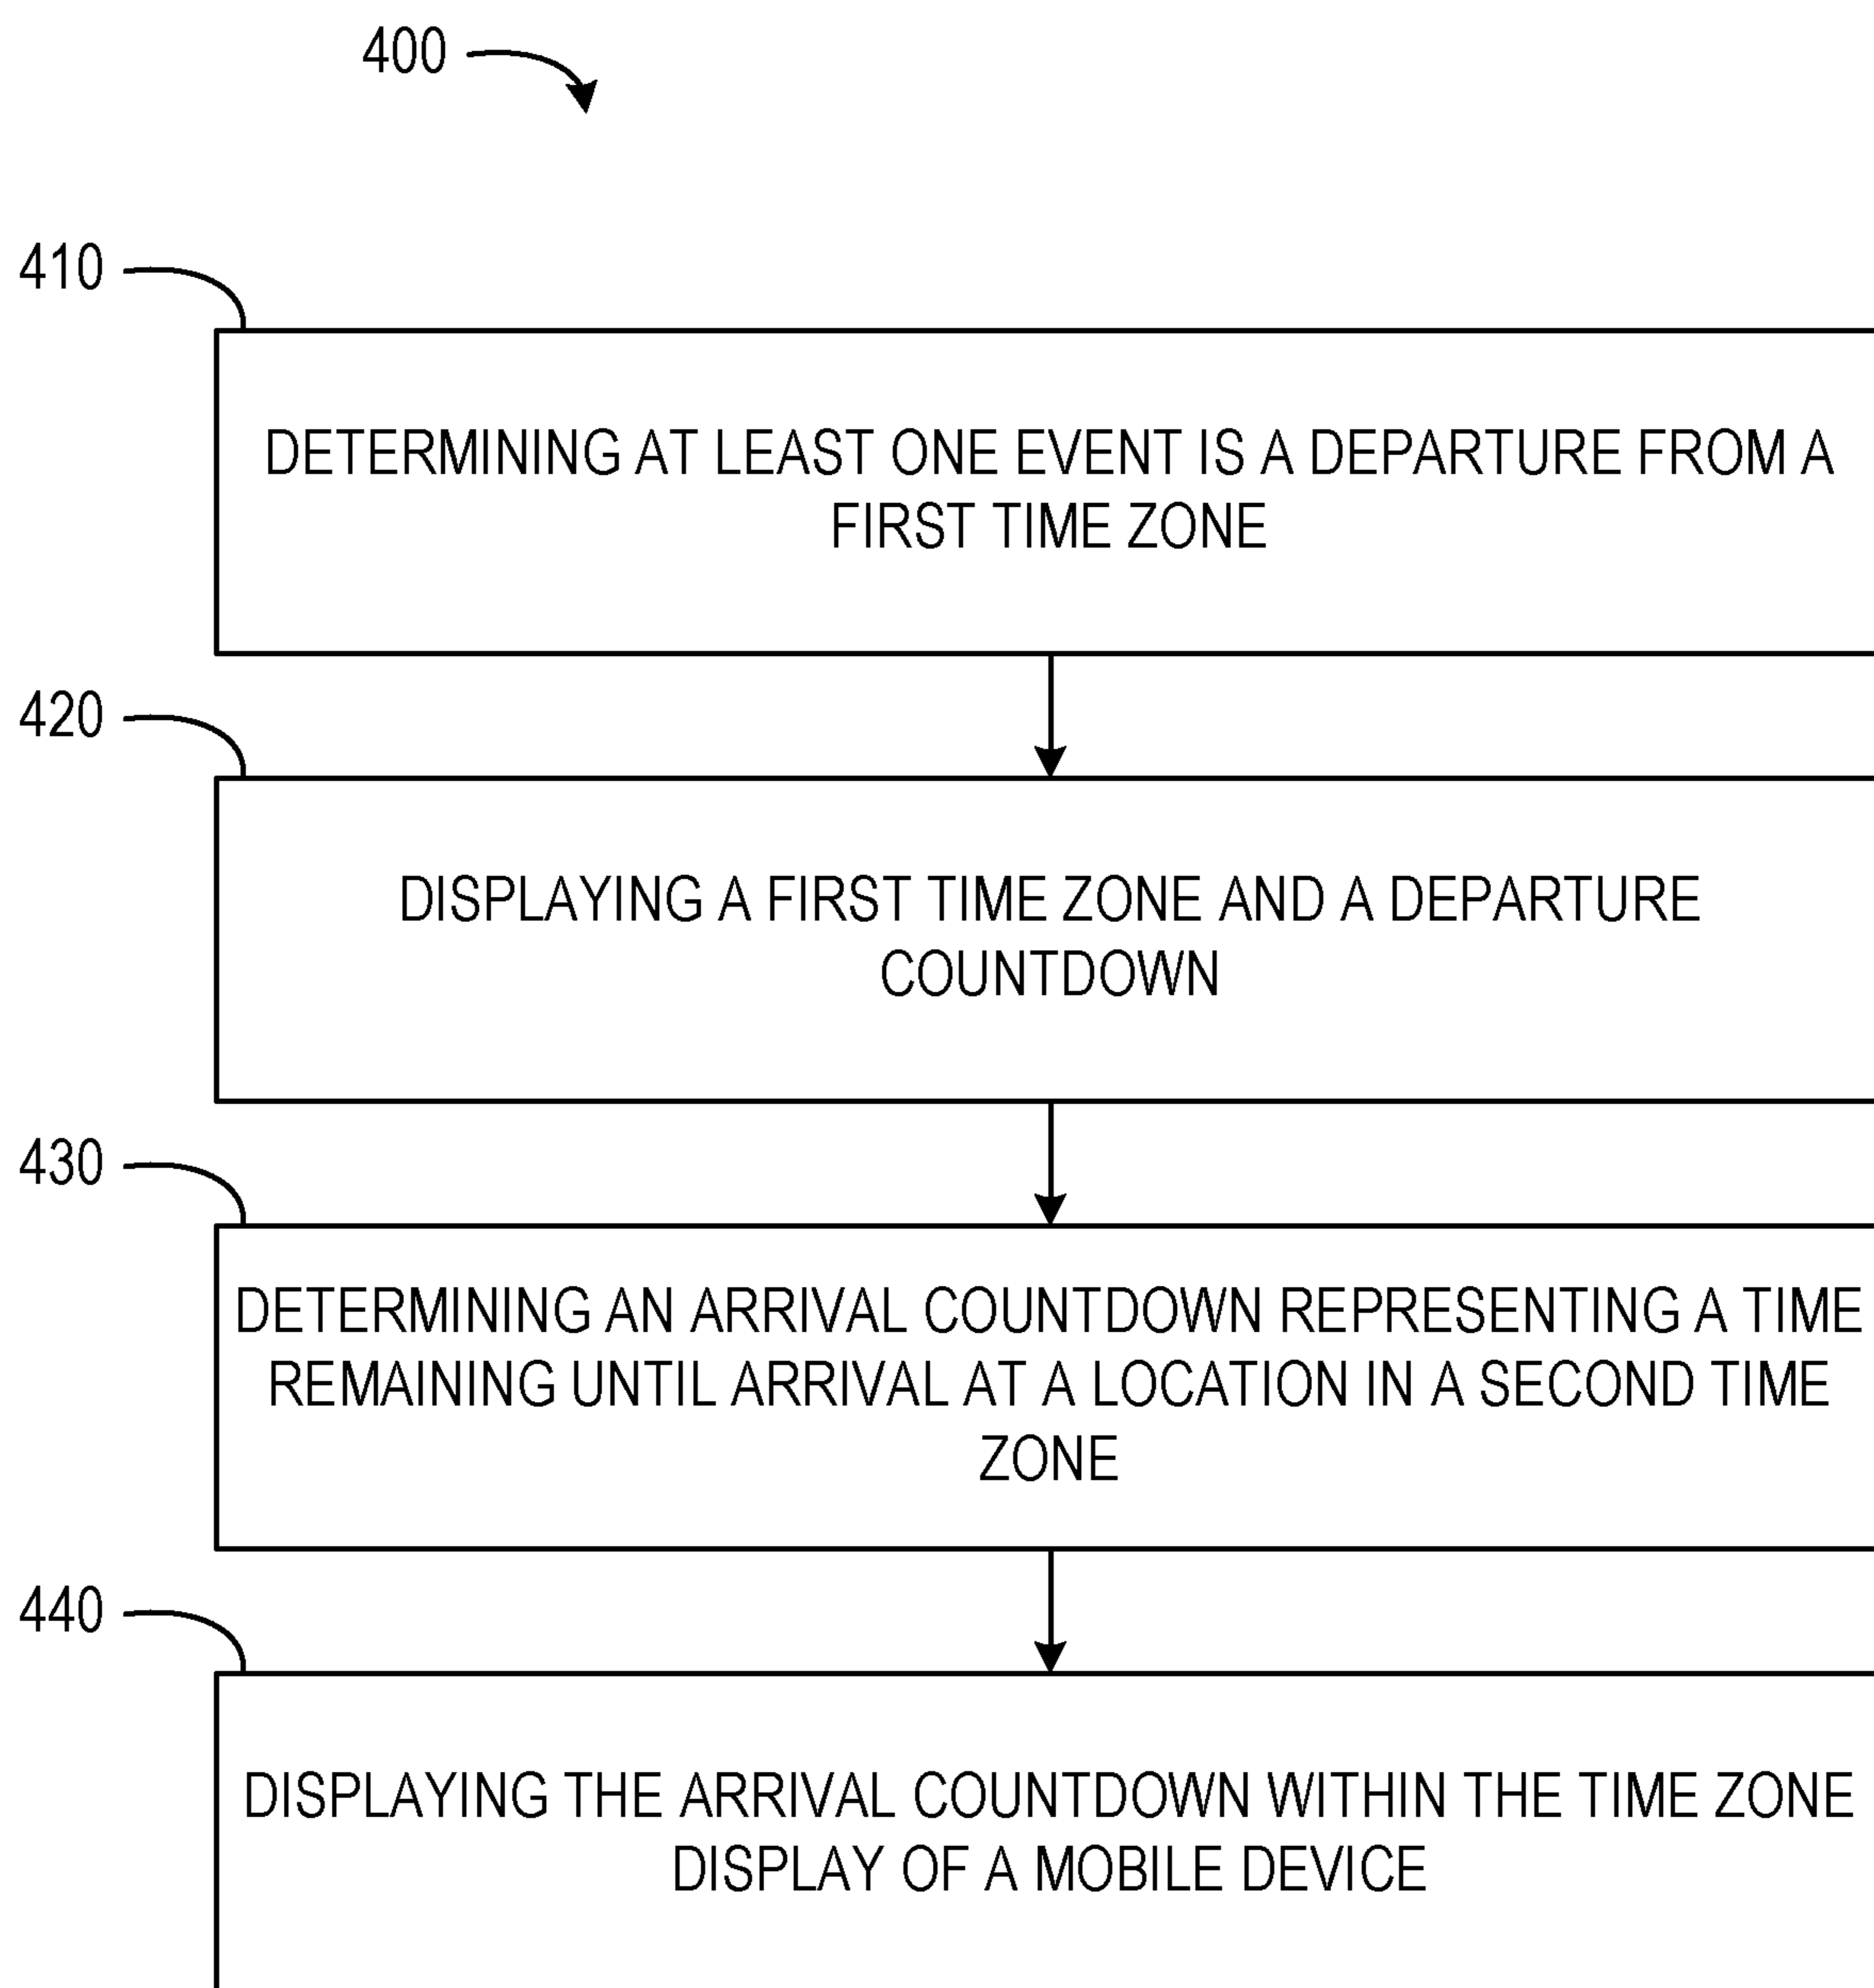 400
410
DETERMINING AT LEAST ONE EVENT IS A DEPARTURE FROM A
FIRST TIME ZONE
420
DISPLAYING A FIRST TIME ZONE AND A DEPARTURE
COUNTDOWN
430
DETERMINING AN ARRIVAL COUNTDOWN REPRESENTING A TIME
REMAINING UNTIL ARRIVAL AT A LOCATION IN A SECOND TIME
ZONE
440
DISPLAYING THE ARRIVAL COUNTDOWN WITHIN THE TIME ZONE
DISPLAY OF A MOBILE DEVICE